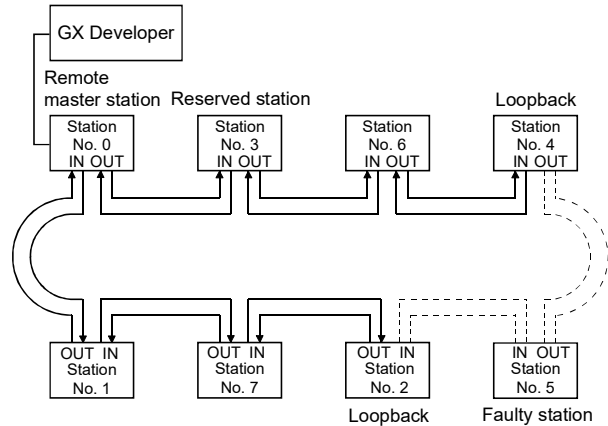 GX Developer
Remote
master station
Reserved station
Loopback
Station
No. 0
IN OUT
Station
No. 3
IN OUT
Station
No. 6
IN OUT
Station
No. 4
IN OUT
OUT IN
Station
No. 1
OUT IN
Station
No. 7
OUT IN
Station
No. 2
IN OUT
Station
No. 5
Loopback
Faulty station